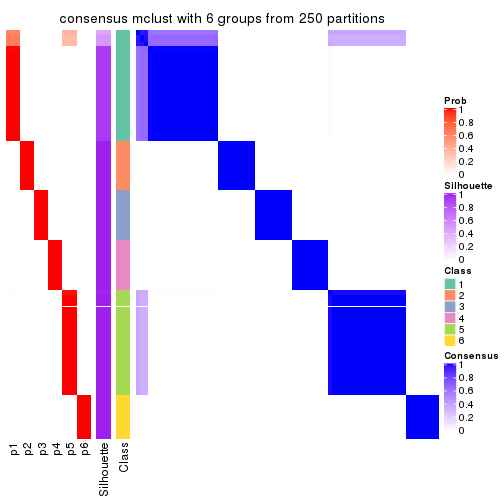 consensus mclust with 6 groups from 250 partitions
Prob
1
0.8
0.6
0.4
0.2
0
Silhouette
1
0.8
0.6
0.4
0.2
0
Class
1
2
3
4
5
6
Consensus
1
0.8
0.6
0.4
0.2
0
p1
p2
p3
p4
p5
p6
Silhouette
Class